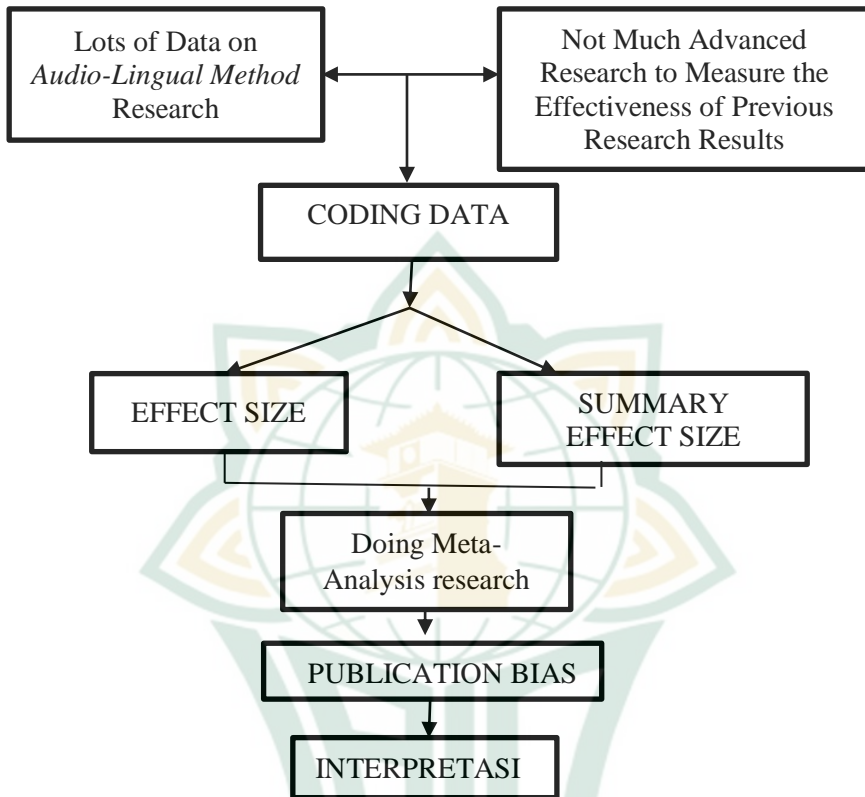 Lots of Data on
Audio-Lingual Method
Research
Not Much Advanced
Research to Measure the
Effectiveness of Previous
Research Results
CODING DATA
EFFECT SIZE
SUMMARY
EFFECT SIZE
Doing Meta-
Analysis research
PUBLICATION BIAS
INTERPRETASI